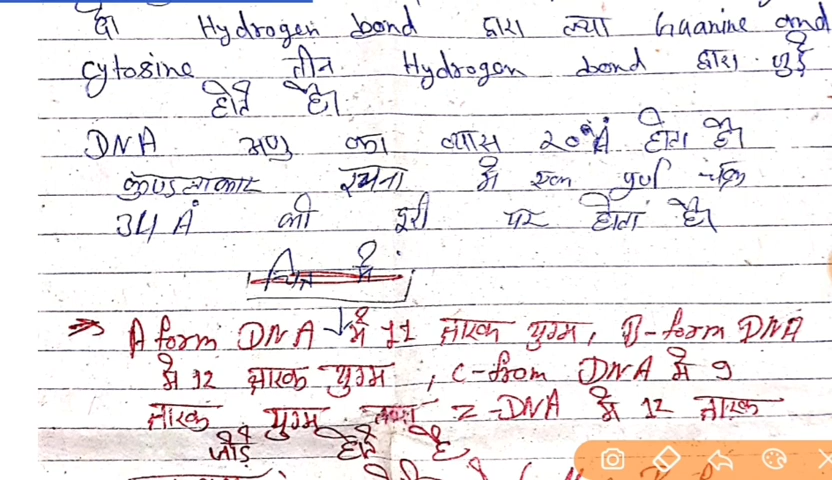 दो Hydrogen bond द्वारा तथा Guanine and
cytosine तीन Hydrogen bond द्वारा जुड़े
होते है।
DNA अणु का व्यास 20 Å होता है।
कुण्डलाकार रचना में एक पूर्ण चक्र
34 Å की दूरी पर होता है।
⇒ A form DNA में 11 क्षारक युग्म, B-form DNA
में 12 क्षारक युग्म, C-from DNA में 9
क्षारक युग्म तथा Z-DNA में 12 क्षारक
जोड़े होते है